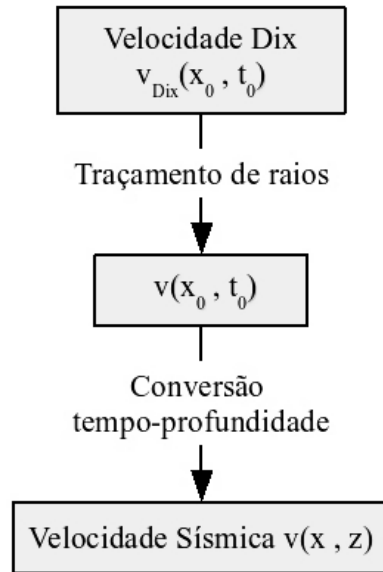 Velocidade Dix
v_Dix(x_0 , t_0)
Traçamento de raios
v(x_0 , t_0)
Conversão
tempo-profundidade
Velocidade Sísmica v(x , z)